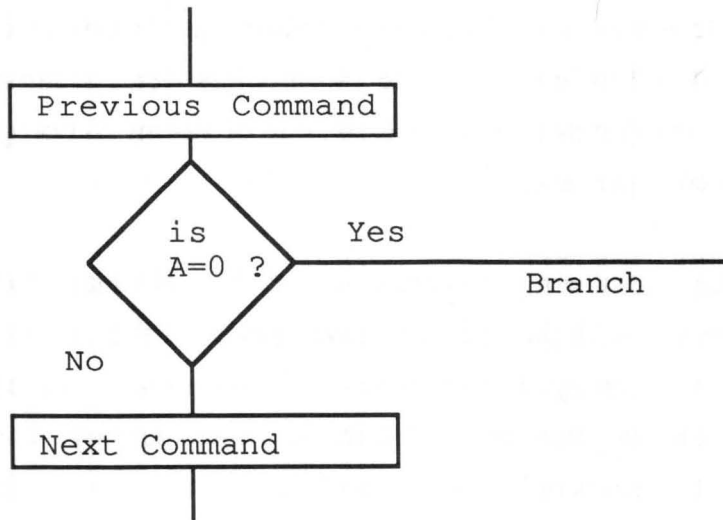 Previous Command
is
A=0 ?
Yes
Branch
No
Next Command